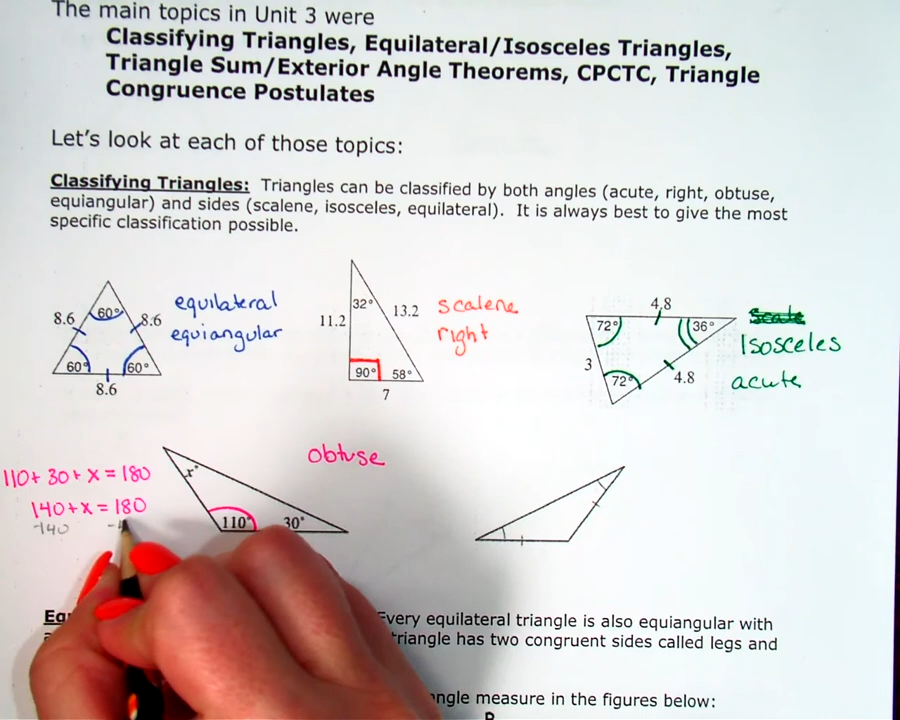 The main topics in Unit 3 were
Classifying Triangles, Equilateral/Isosceles Triangles,
Triangle Sum/Exterior Angle Theorems, CPCTC, Triangle
Congruence Postulates
Let's look at each of those topics:
Classifying Triangles: Triangles can be classified by both angles (acute, right, obtuse,
equiangular) and sides (scalene, isosceles, equilateral). It is always best to give the most
specific classification possible.
8.6 60° 8.6
60° 60°
8.6
equilateral
equiangular
32°
11.2 13.2
90° 58°
7
scalene
right
4.8
72° 36°
3
72° 4.8
Isosceles
acute
110 + 30 + x = 180
140 + x = 180
-140
x°
110° 30°
obtuse
Every equilateral triangle is also equiangular with
triangle has two congruent sides called legs and
angle measure in the figures below: